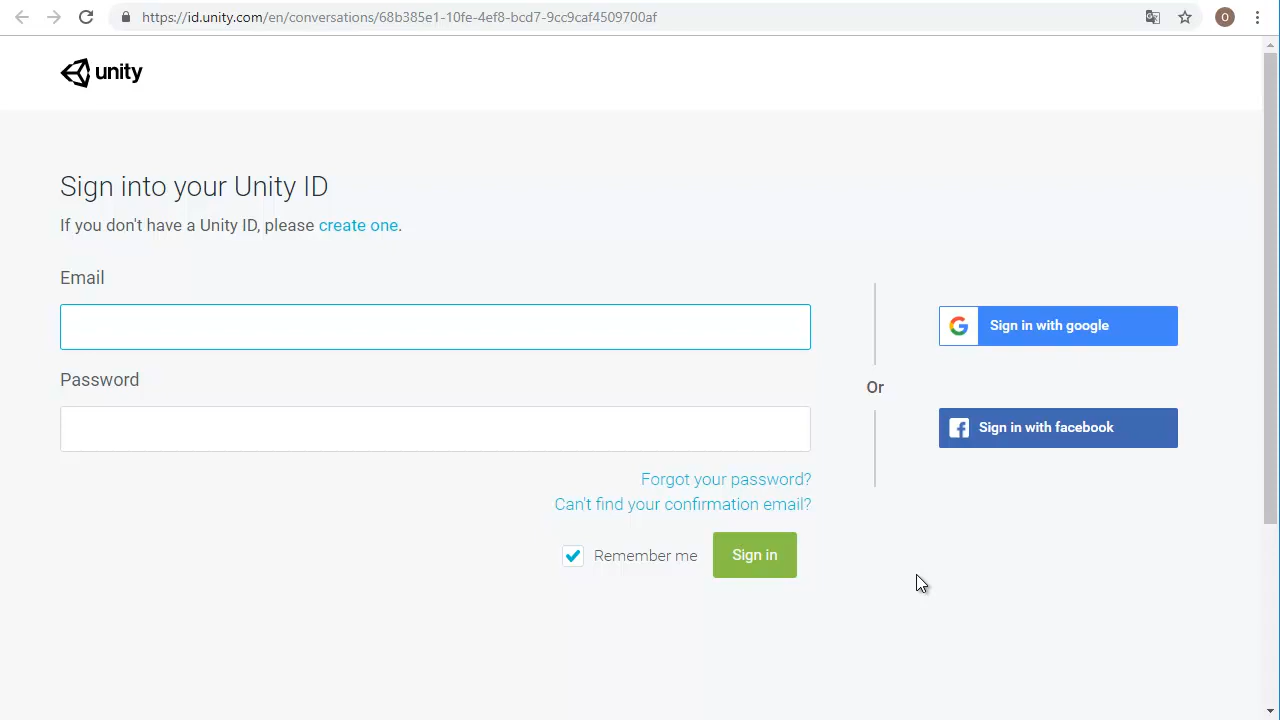 https://id.unity.com/en/conversations/68b385e1-10fe-4ef8-bcd7-9cc9caf4509700af
O
unity
Sign into your Unity ID
If you don't have a Unity ID, please create one.
Email
Sign in with google
Password
Or
Sign in with facebook
Forgot your password?
Can't find your confirmation email?
Remember me
Sign in